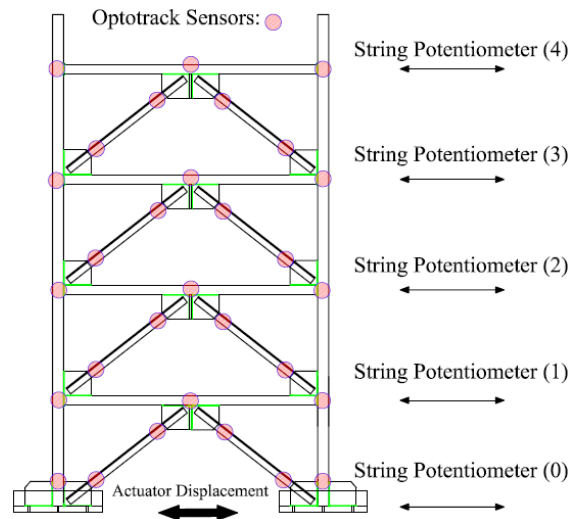 Optotrack Sensors:
String Potentiometer (4)
String Potentiometer (3)
String Potentiometer (2)
String Potentiometer (1)
String Potentiometer (0)
Actuator Displacement